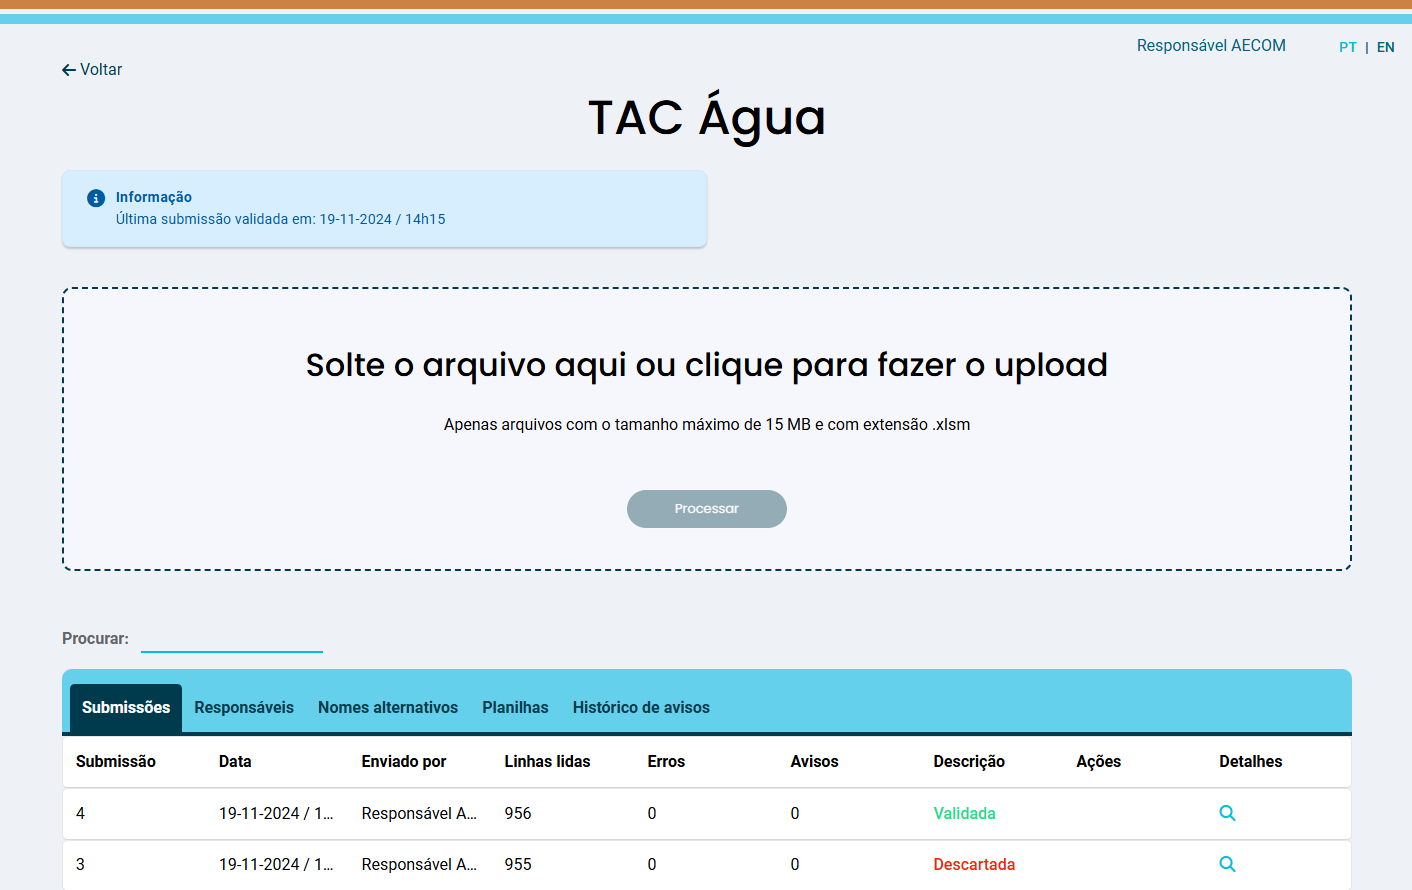 Responsável AECOM
PT | EN
Voltar
TAC Água
Informação
Última submissão validada em: 19-11-2024 / 14h15
Solte o arquivo aqui ou clique para fazer o upload
Apenas arquivos com o tamanho máximo de 15 MB e com extensão .xlsm
Processar
Procurar:
Submissões Responsáveis Nomes alternativos Planilhas Histórico de avisos
Submissão Data Enviado por Linhas lidas Erros Avisos Descrição Ações Detalhes
4 19-11-2024 / 1... Responsável A... 956 0 0 Validada
3 19-11-2024 / 1... Responsável A... 955 0 0 Descartada